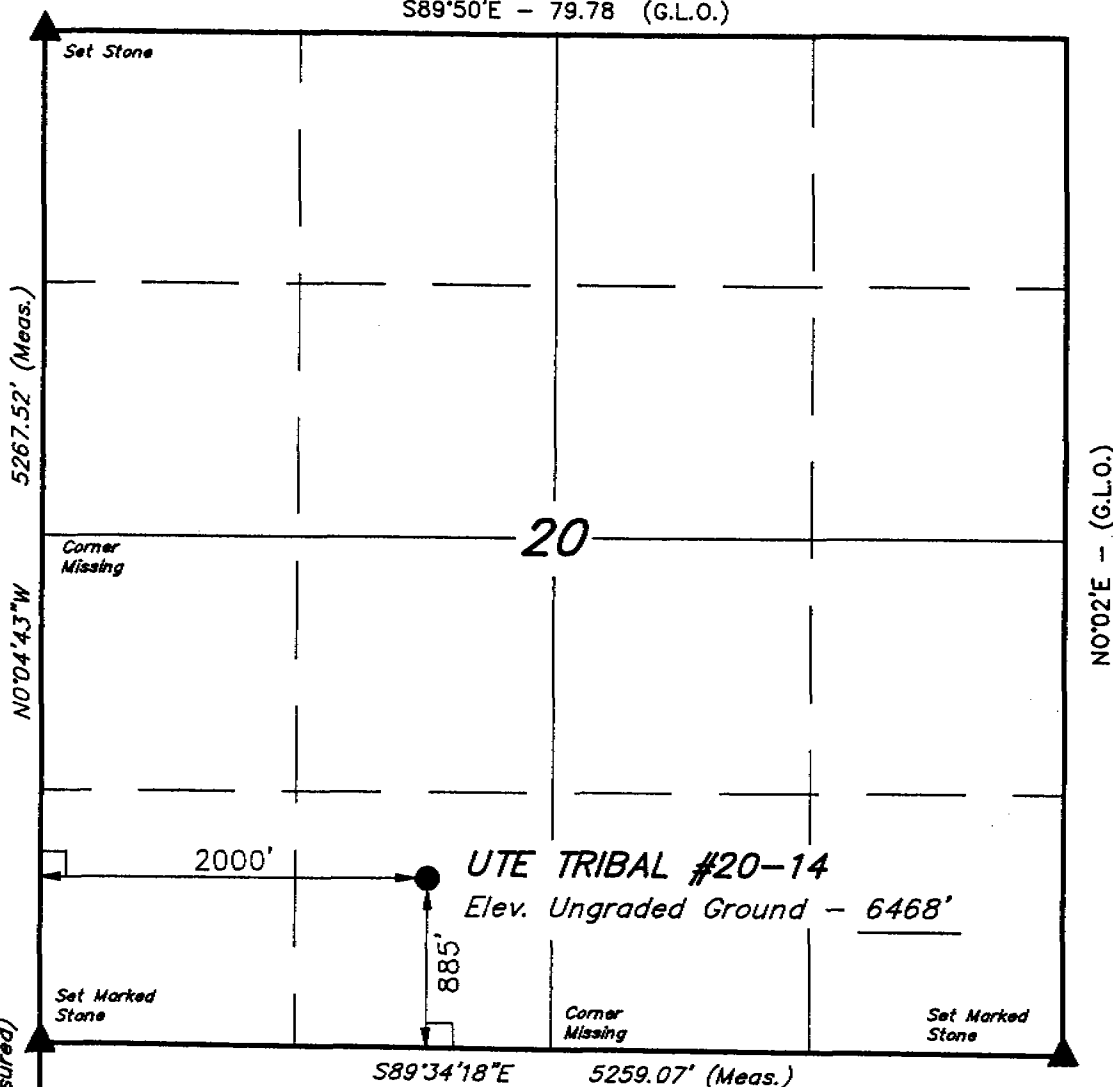 S89°50'E - 79.78 (G.L.O.)
Set Stone
N0°04'43"W 5267.52' (Meas.)
Corner
Missing
20
N0°02'E - (G.L.O.)
2000'
UTE TRIBAL #20-14
Elev. Ungraded Ground - 6468'
885'
Set Marked
Stone
Corner
Missing
Set Marked
Stone
S89°34'18"E 5259.07' (Meas.)